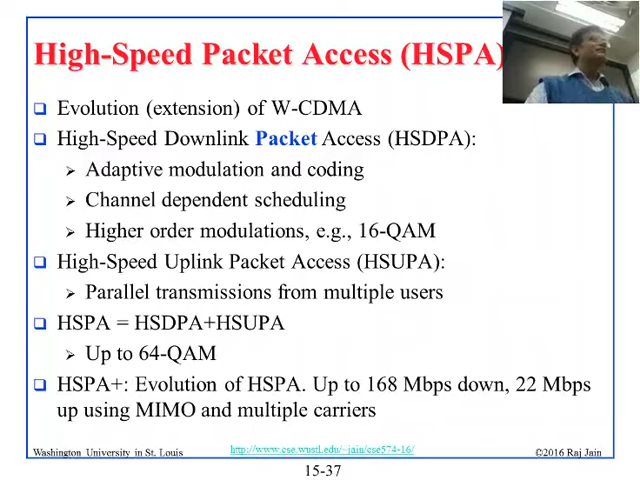 High-Speed Packet Access (HSPA)
Evolution (extension) of W-CDMA
High-Speed Downlink Packet Access (HSDPA):
Adaptive modulation and coding
Channel dependent scheduling
Higher order modulations, e.g., 16-QAM
High-Speed Uplink Packet Access (HSUPA):
Parallel transmissions from multiple users
HSPA = HSDPA+HSUPA
Up to 64-QAM
HSPA+: Evolution of HSPA. Up to 168 Mbps down, 22 Mbps
up using MIMO and multiple carriers
Washington University in St. Louis
http://www.cse.wustl.edu/~jain/cse574-16/
©2016 Raj Jain
15-37